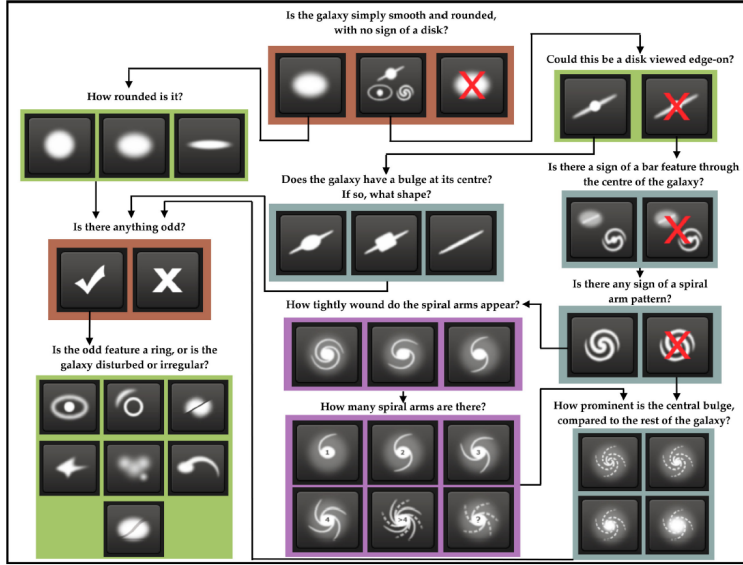 Is the galaxy simply smooth and rounded,
with no sign of a disk?
Could this be a disk viewed edge-on?
How rounded is it?
Does the galaxy have a bulge at its centre?
If so, what shape?
Is there a sign of a bar feature through
the centre of the galaxy?
Is there anything odd?
Is there any sign of a spiral
arm pattern?
How tightly wound do the spiral arms appear?
Is the odd feature a ring, or is the
galaxy disturbed or irregular?
How many spiral arms are there?
How prominent is the central bulge,
compared to the rest of the galaxy?
1 2 3
4 >4 ?